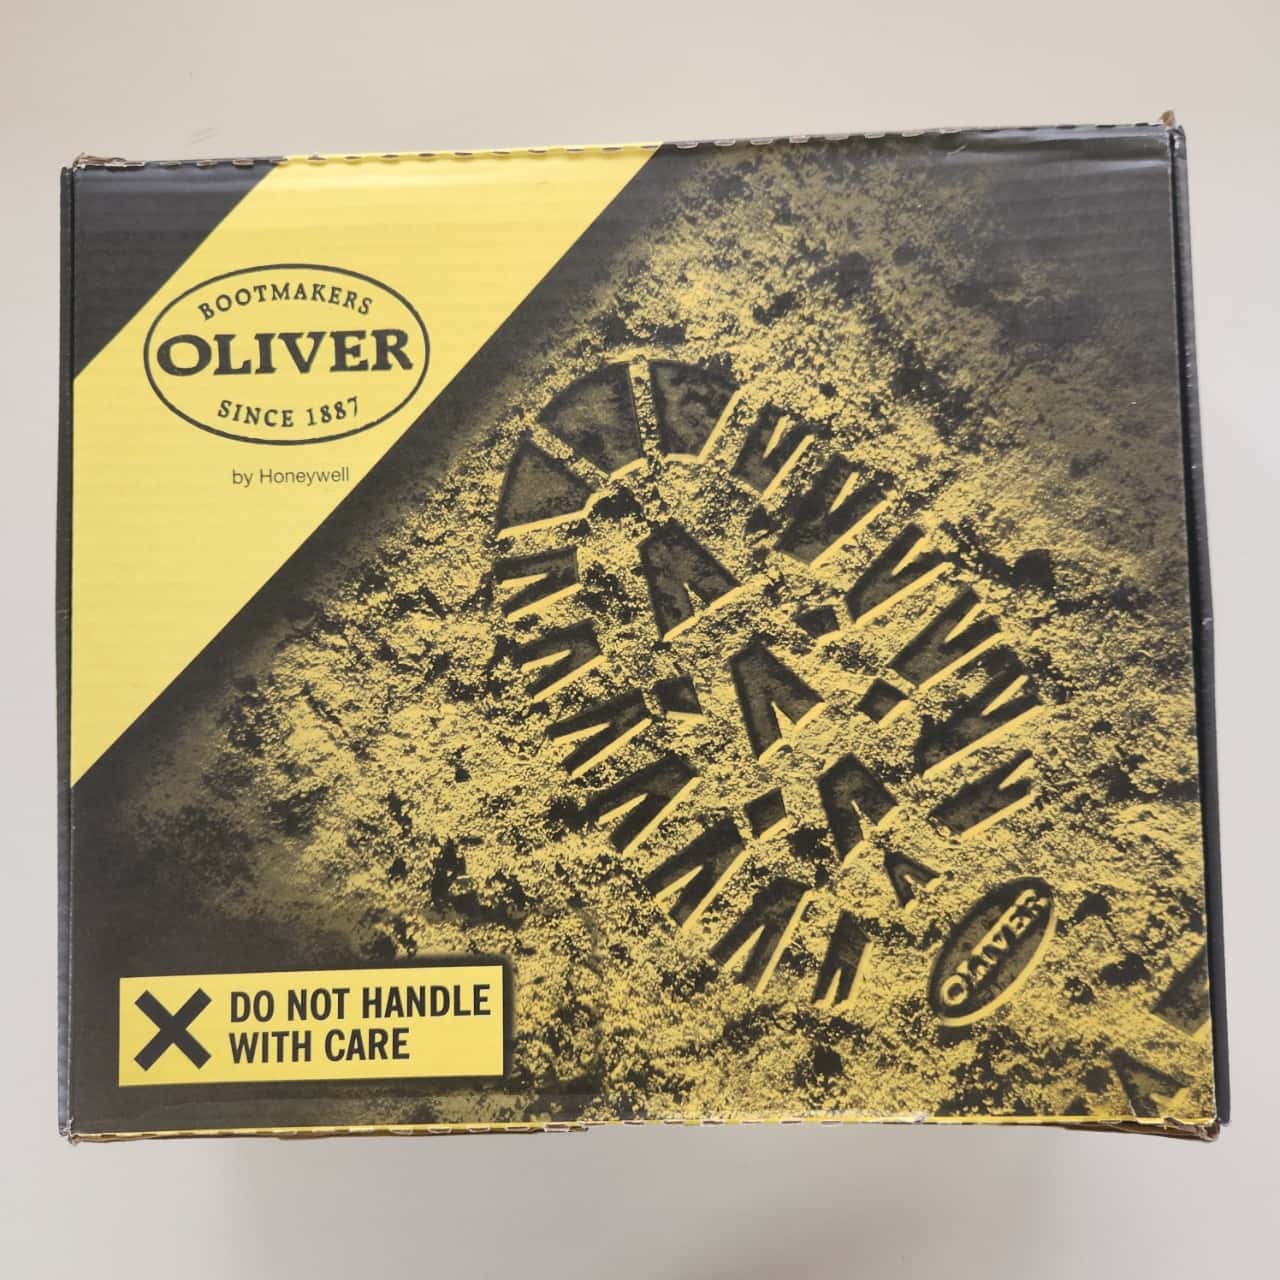 BOOTMAKERS
OLIVER
SINCE 1887
by Honeywell
OLIVER
DO NOT HANDLE
WITH CARE